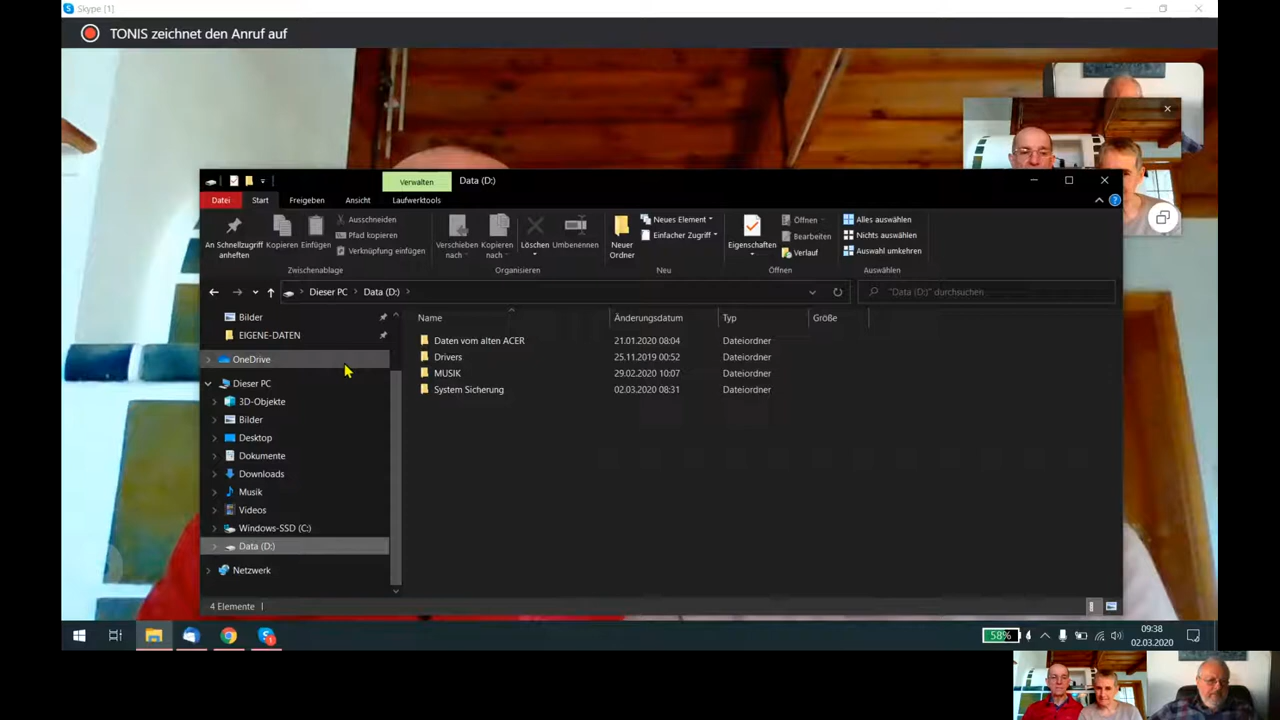 Skype [1]
TONIS zeichnet den Anruf auf
Verwalten
Data (D:)
Datei
Start
Freigeben
Ansicht
Laufwerktools
An Schnellzugriff anheften
Kopieren
Einfügen
Ausschneiden
Pfad kopieren
Verknüpfung einfügen
Zwischenablage
Verschieben nach
Kopieren nach
Löschen
Umbenennen
Organisieren
Neuer Ordner
Neues Element
Einfacher Zugriff
Neu
Eigenschaften
Öffnen
Bearbeiten
Verlauf
Öffnen
Alles auswählen
Nichts auswählen
Auswahl umkehren
Auswählen
Dieser PC > Data (D:) >
"Data (D:)" durchsuchen
Bilder
EIGENE-DATEN
OneDrive
Dieser PC
3D-Objekte
Bilder
Desktop
Dokumente
Downloads
Musik
Videos
Windows-SSD (C:)
Data (D:)
Netzwerk
Name Änderungsdatum Typ Größe
Daten vom alten ACER 21.01.2020 08:04 Dateiordner
Drivers 25.11.2019 00:52 Dateiordner
MUSIK 29.02.2020 10:07 Dateiordner
System Sicherung 02.03.2020 08:31 Dateiordner
4 Elemente
58%
09:38
02.03.2020